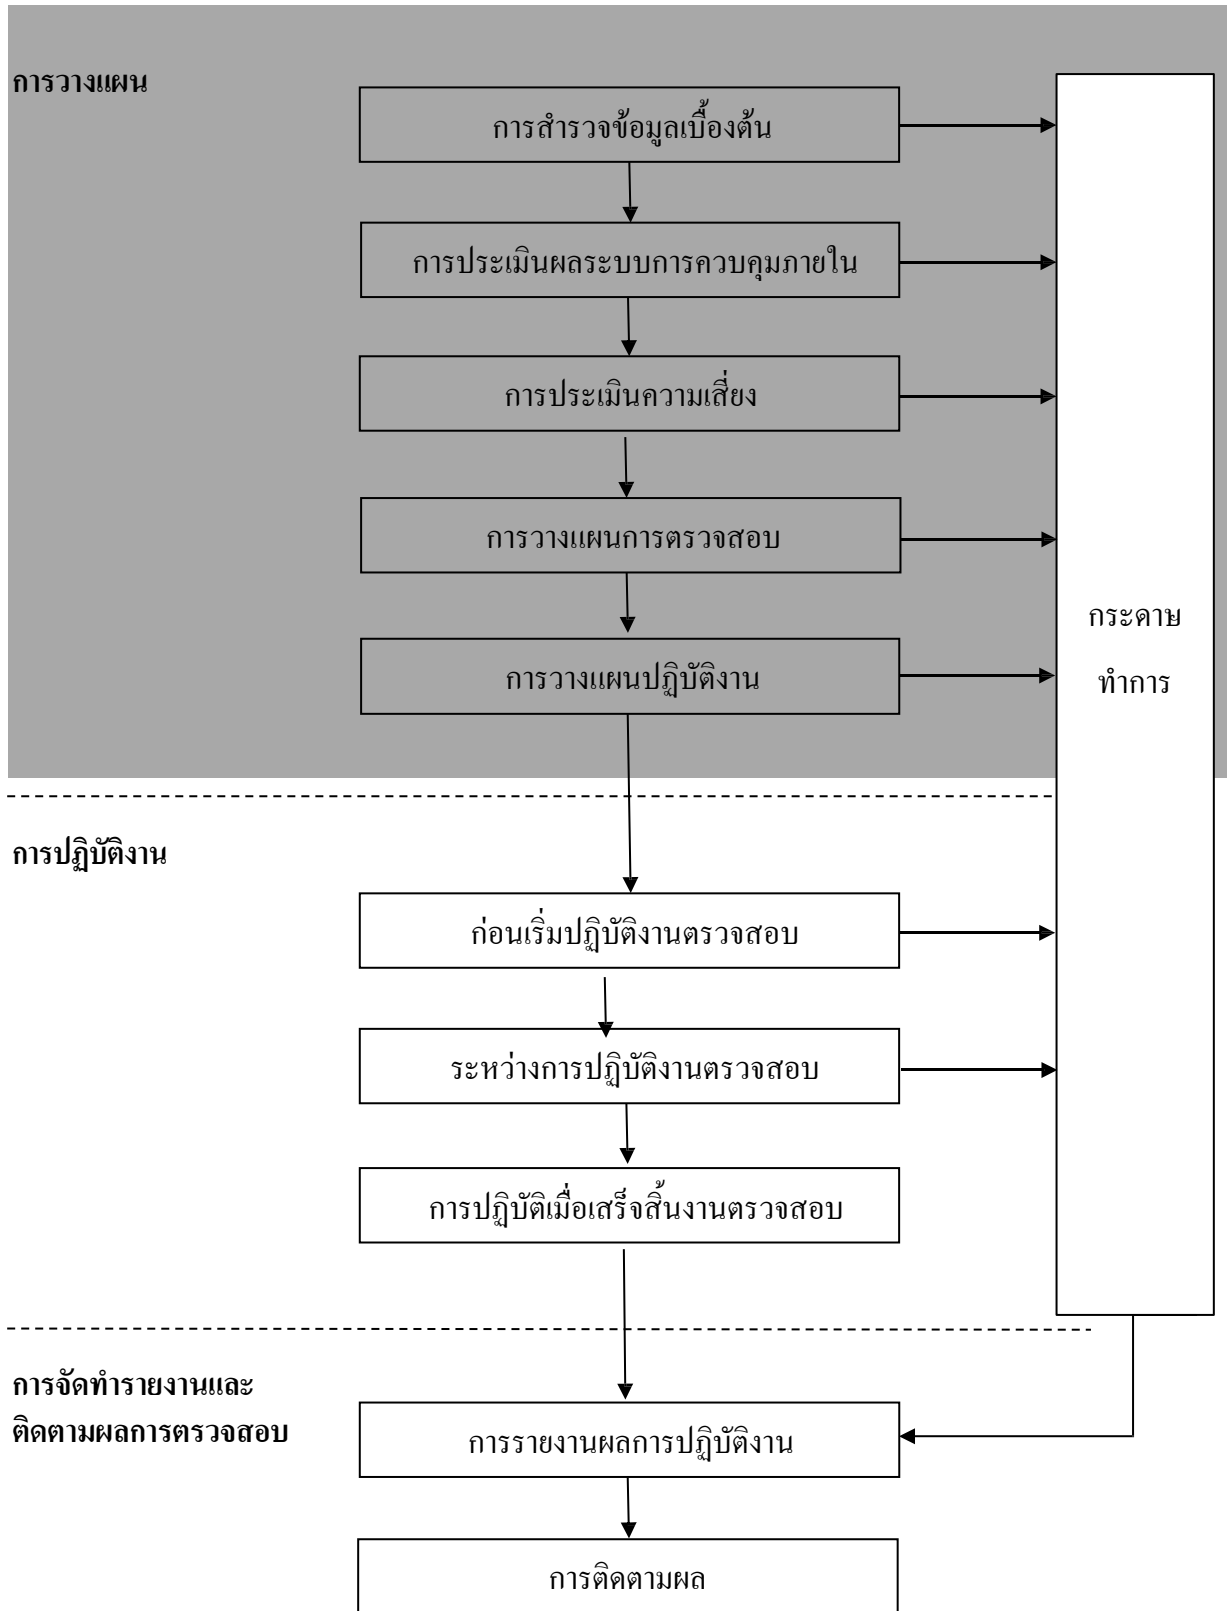 การวางแผน
การสำรวจข้อมูลเบื้องต้น
การประเมินผลระบบการควบคุมภายใน
การประเมินความเสี่ยง
การวางแผนการตรวจสอบ
การวางแผนปฏิบัติงาน
กระดาษ
ทำการ
การปฏิบัติงาน
ก่อนเริ่มปฏิบัติงานตรวจสอบ
ระหว่างการปฏิบัติงานตรวจสอบ
การปฏิบัติเมื่อเสร็จสิ้นงานตรวจสอบ
การจัดทำรายงานและ
ติดตามผลการตรวจสอบ
การรายงานผลการปฏิบัติงาน
การติดตามผล